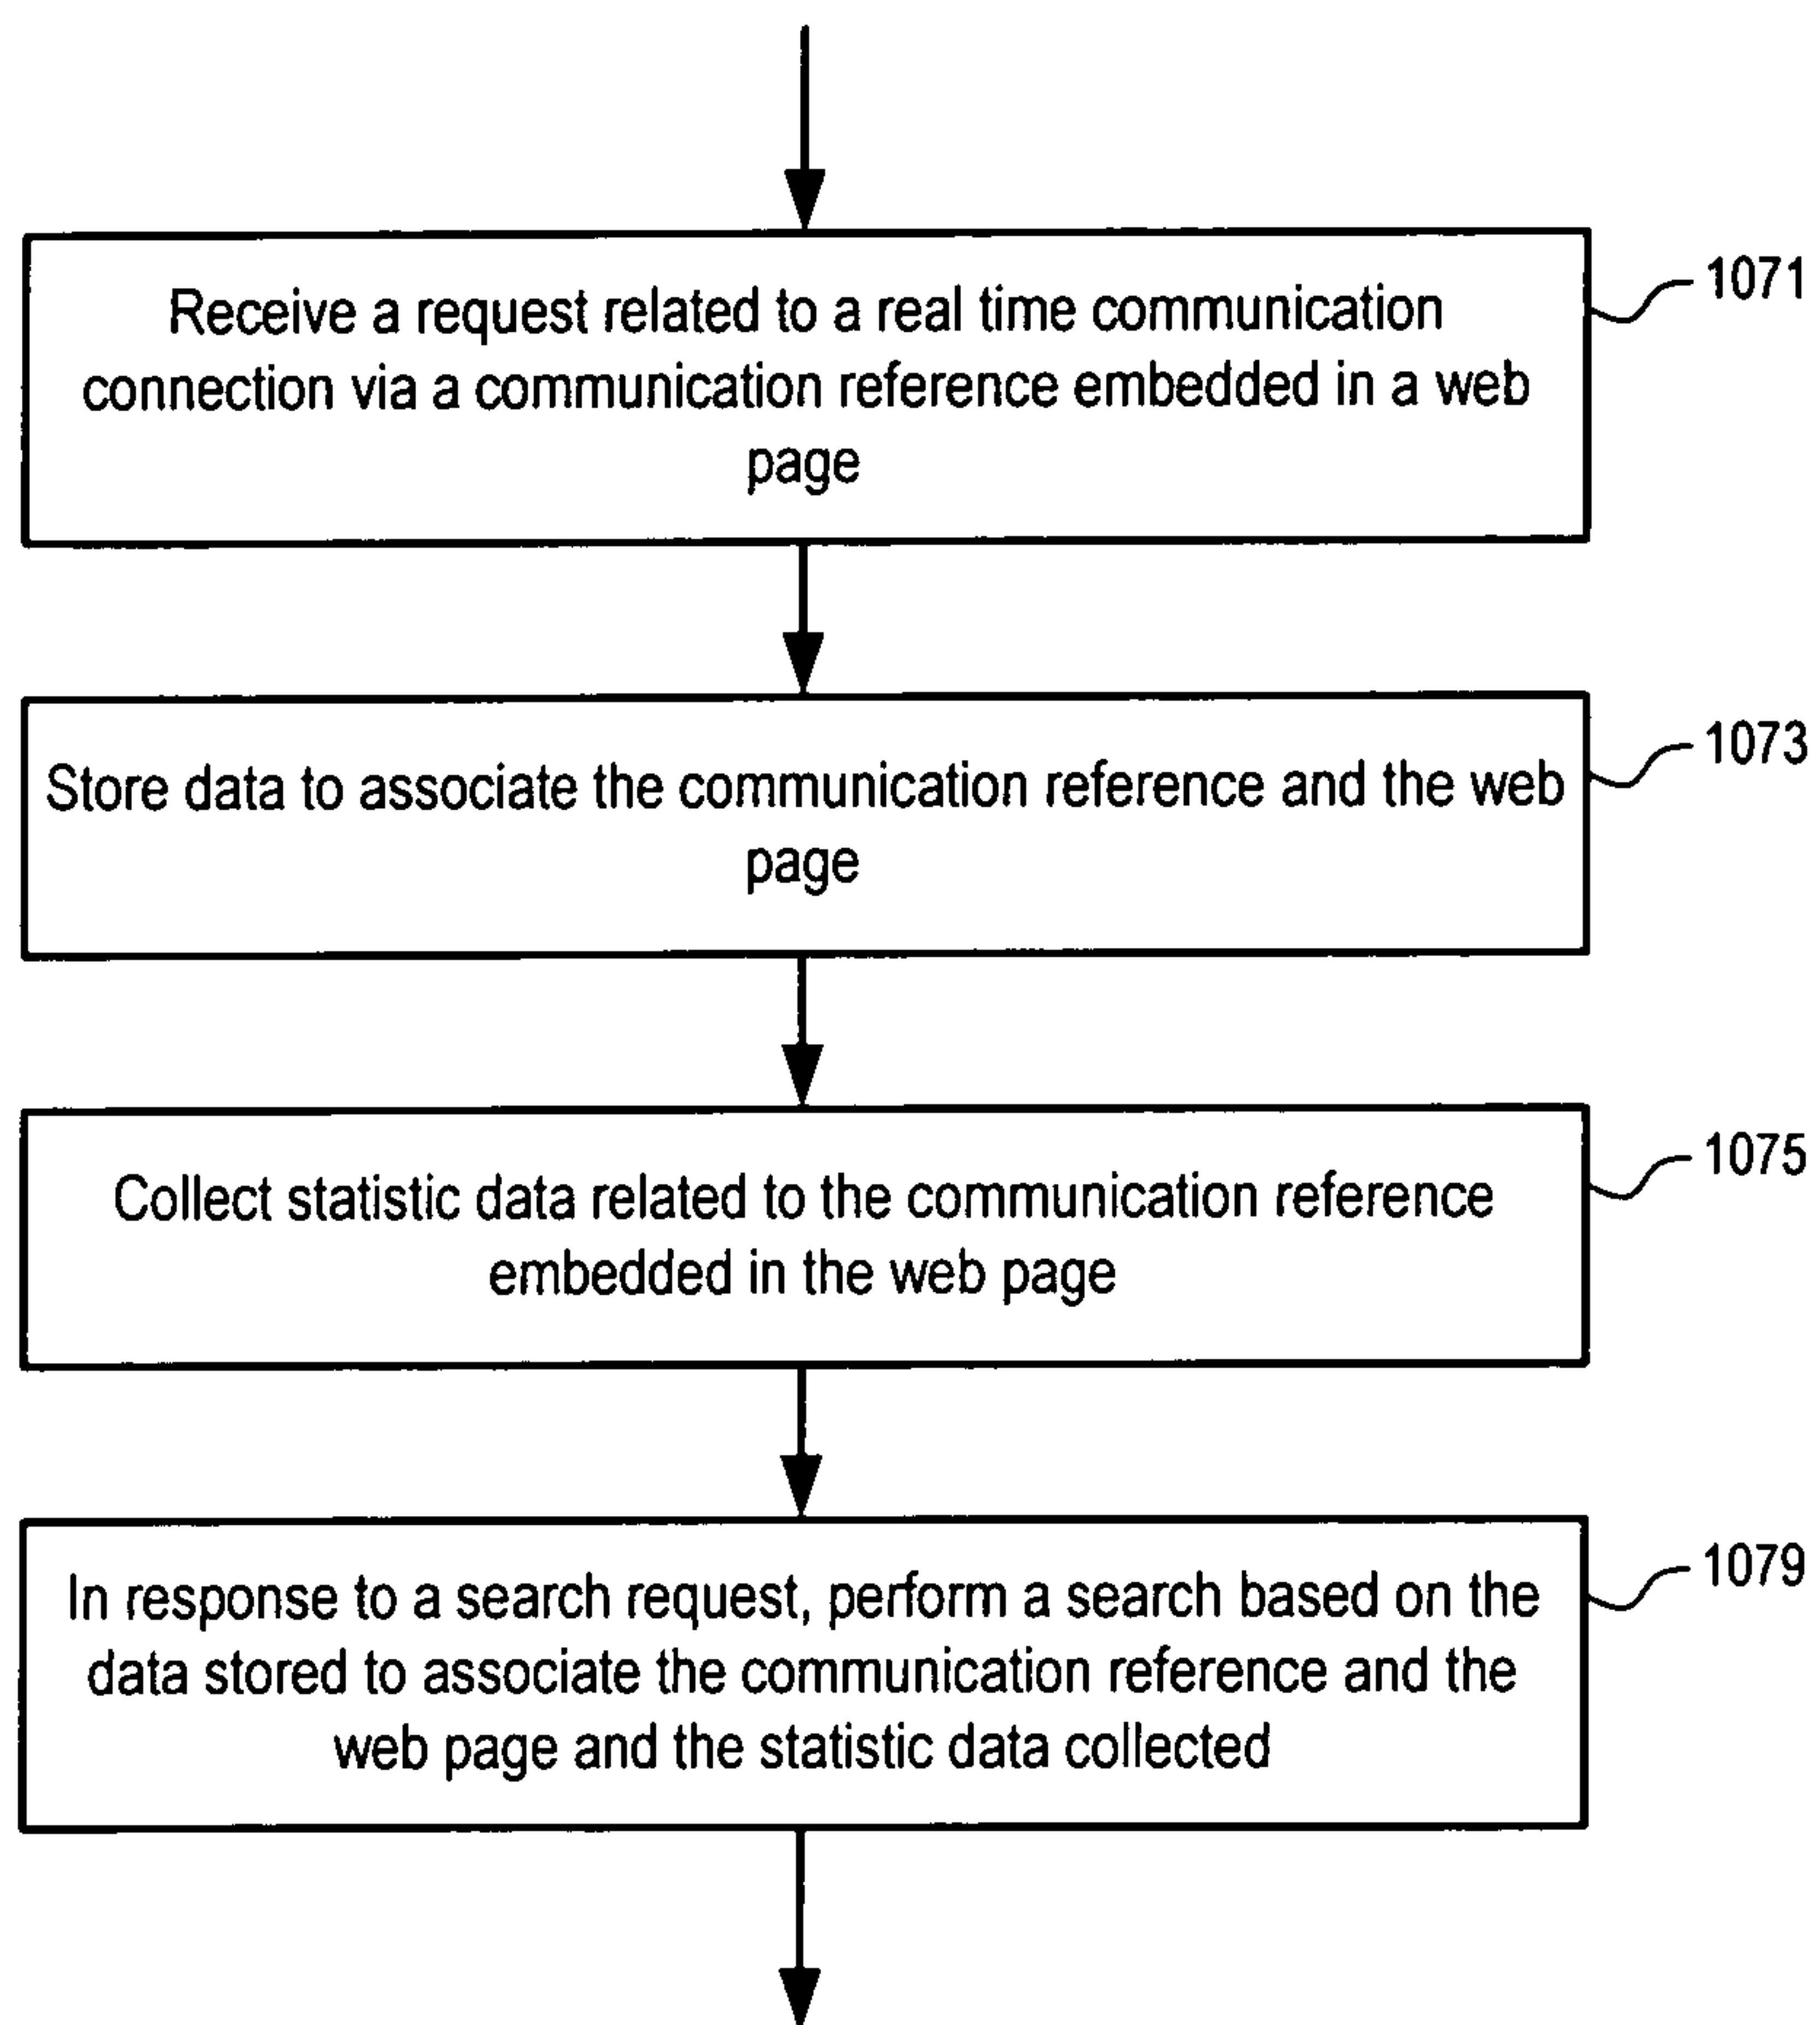 Receive a request related to a real time communication
connection via a communication reference embedded in a web
page
1071
Store data to associate the communication reference and the web
page
1073
Collect statistic data related to the communication reference
embedded in the web page
1075
In response to a search request, perform a search based on the
data stored to associate the communication reference and the
web page and the statistic data collected
1079